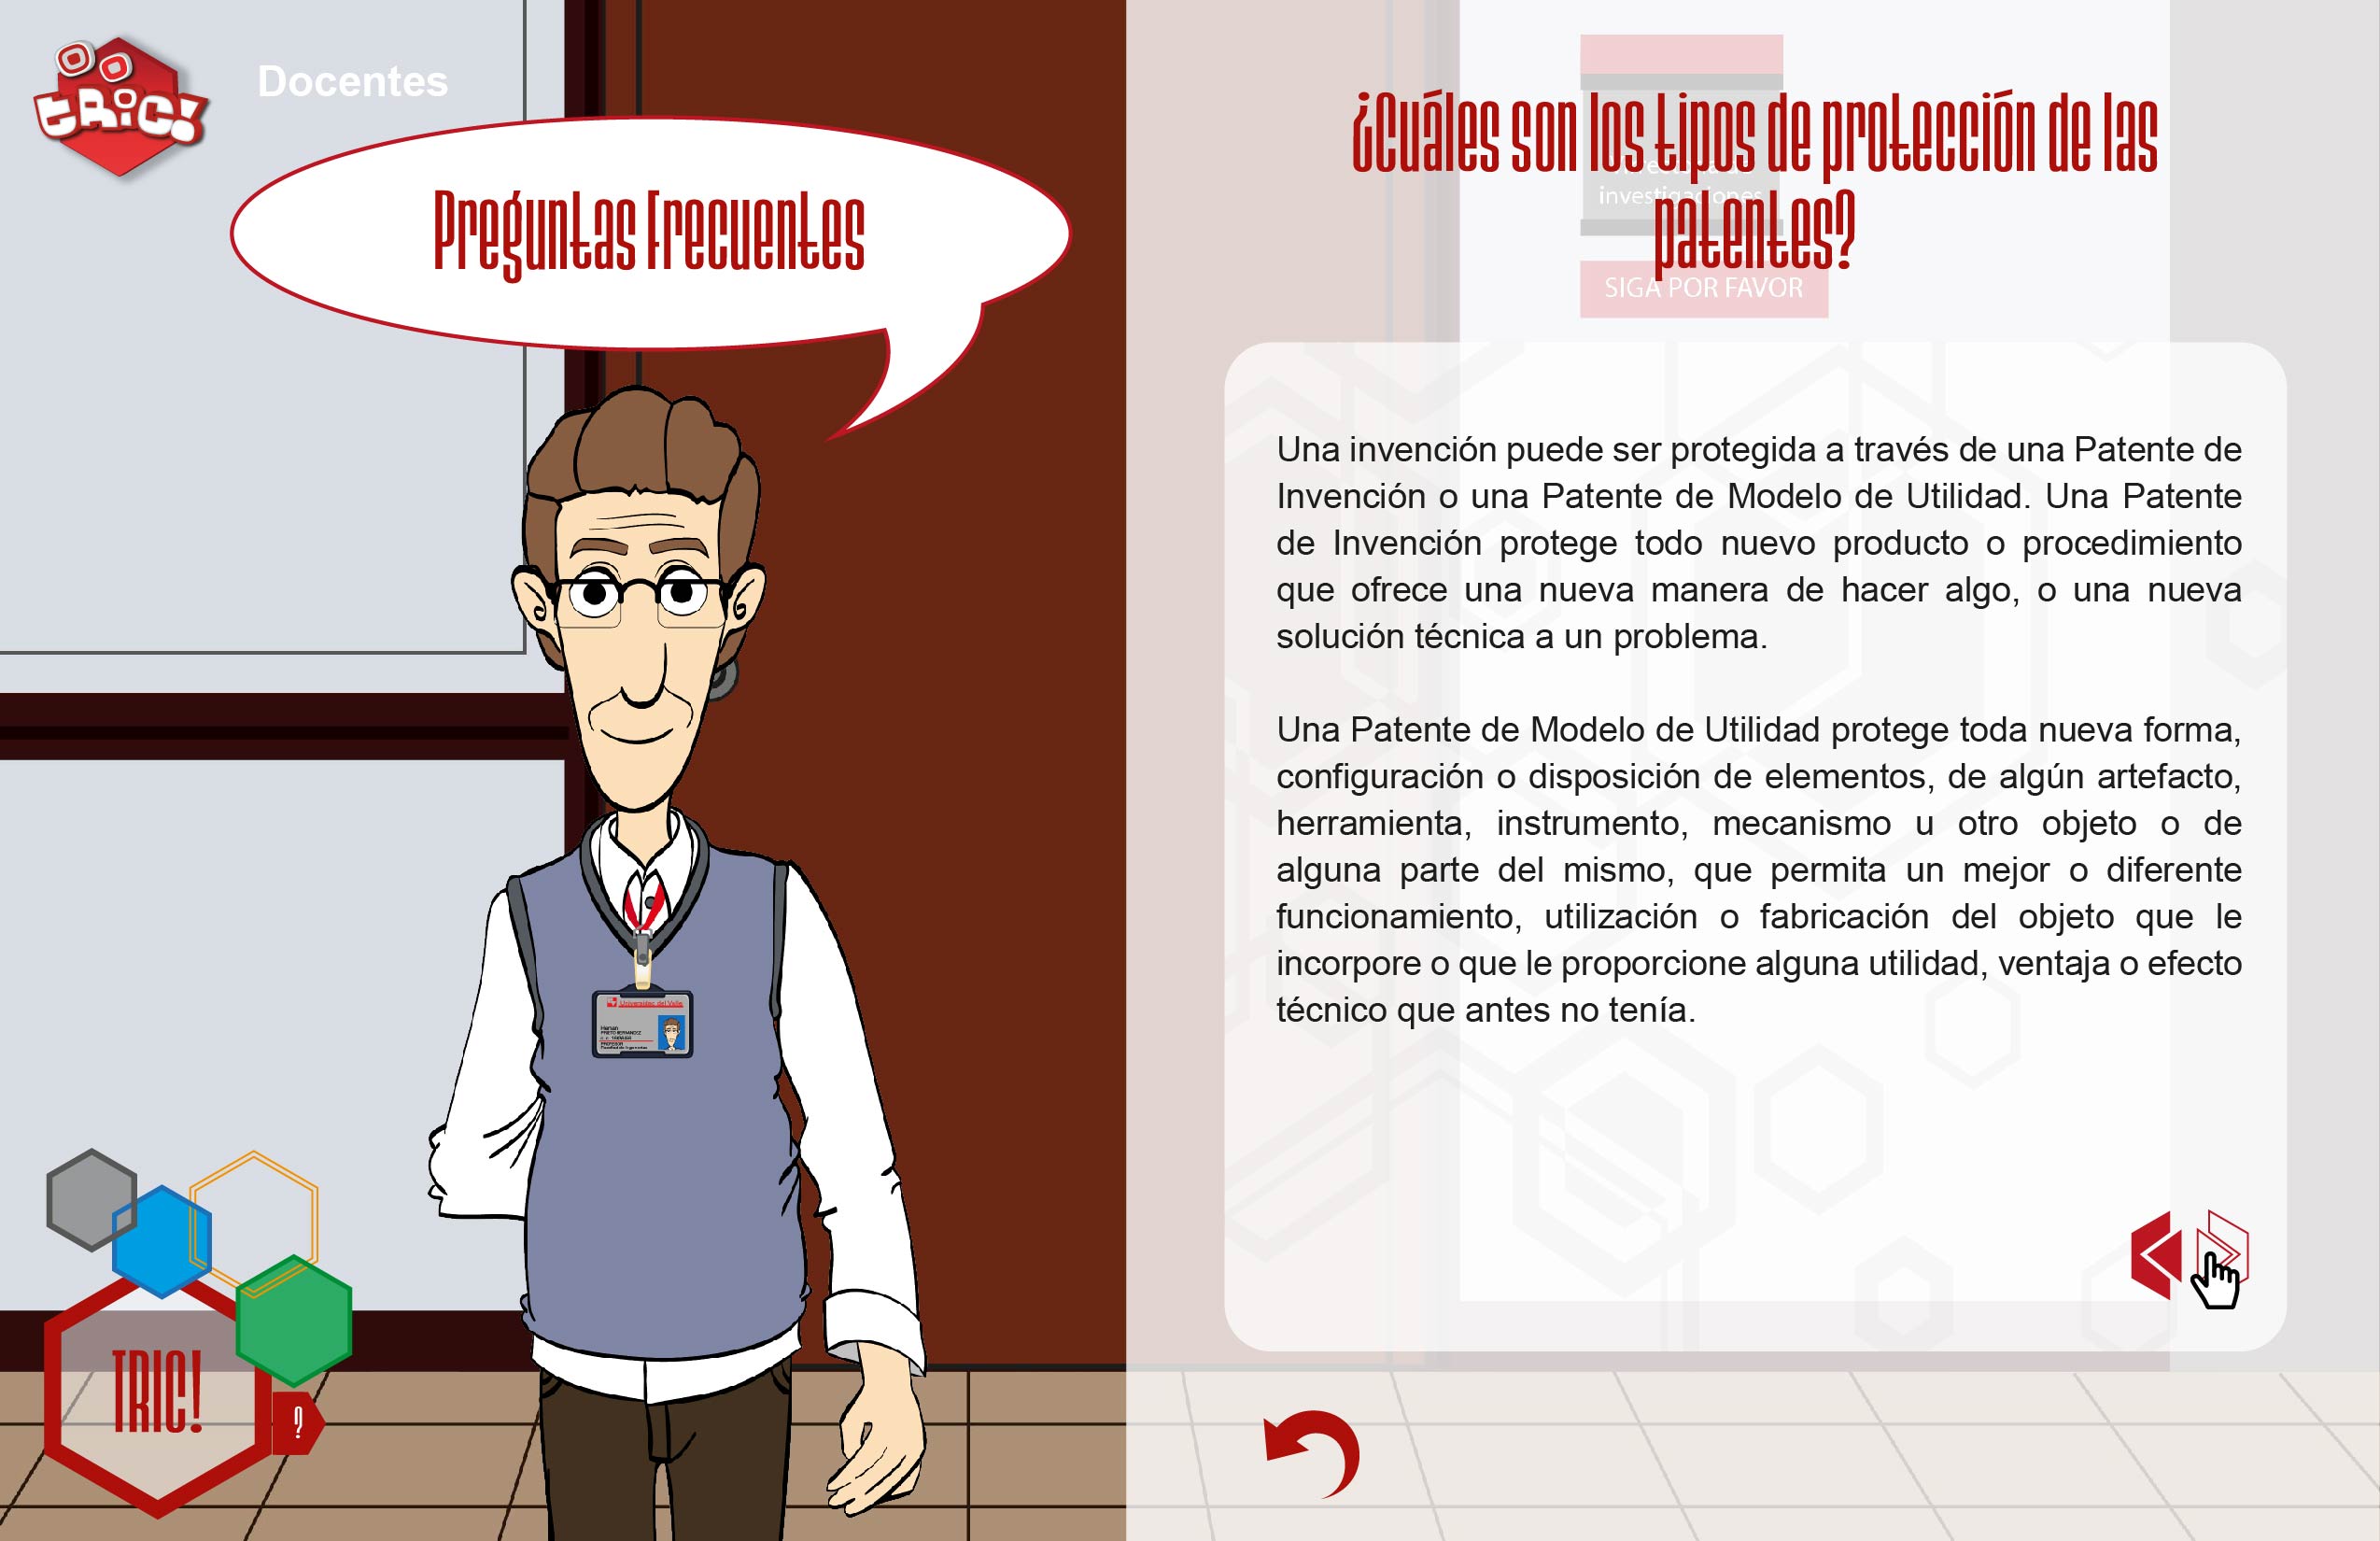 tRiC!
Docentes
Preguntas Frecuentes
¿Cuáles son los tipos de protección de las
patentes?
investigaciones
SIGA POR FAVOR
Una invención puede ser protegida a través de una Patente de
Invención o una Patente de Modelo de Utilidad. Una Patente
de Invención protege todo nuevo producto o procedimiento
que ofrece una nueva manera de hacer algo, o una nueva
solución técnica a un problema.
Una Patente de Modelo de Utilidad protege toda nueva forma,
configuración o disposición de elementos, de algún artefacto,
herramienta, instrumento, mecanismo u otro objeto o de
alguna parte del mismo, que permita un mejor o diferente
funcionamiento, utilización o fabricación del objeto que le
incorpore o que le proporcione alguna utilidad, ventaja o efecto
técnico que antes no tenía.
Universidad del Valle
PROFESOR
TRIC!
?